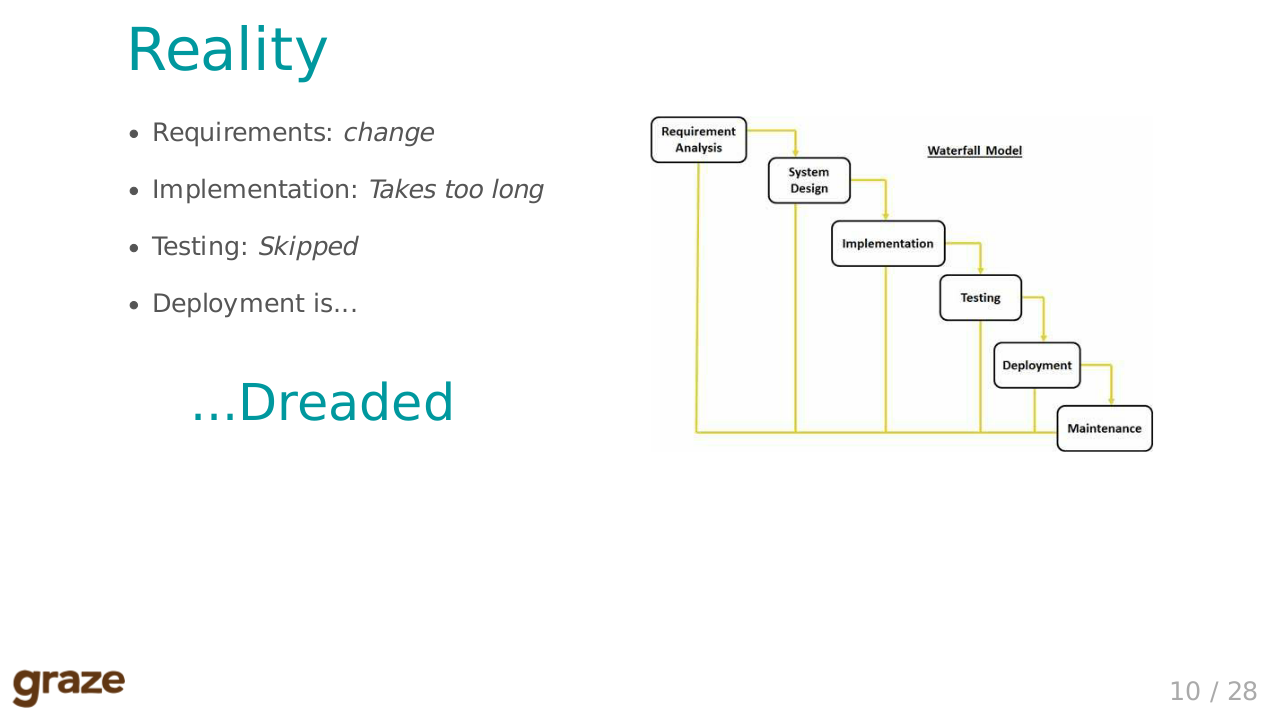 Reality
• Requirements: change
• Implementation: Takes too long
• Testing: Skipped
• Deployment is...
...Dreaded
Waterfall Model
Requirement
Analysis
System
Design
Implementation
Testing
Deployment
Maintenance
graze
10 / 28